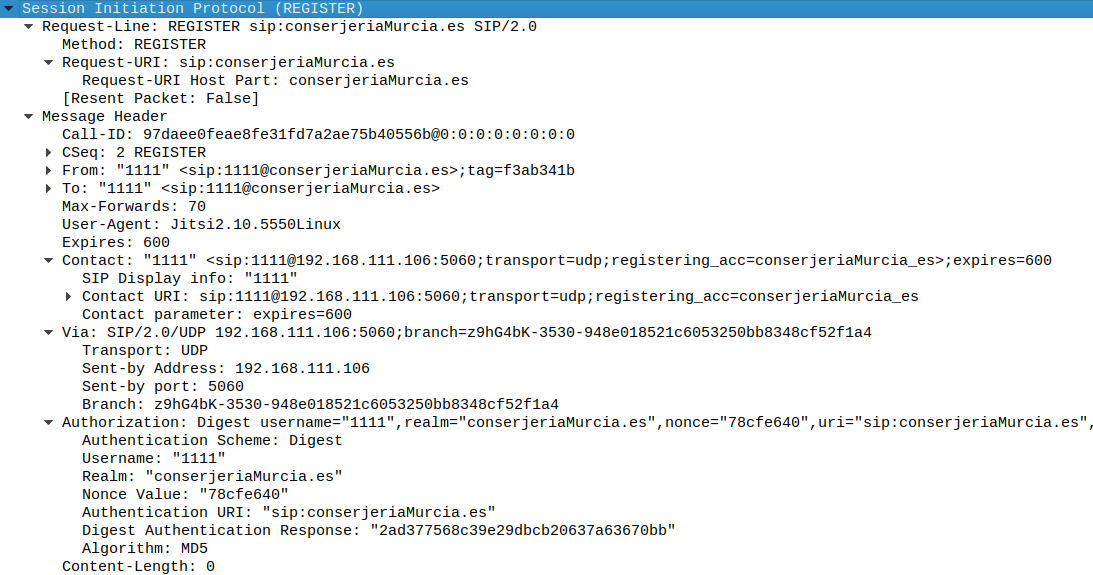 Session Initiation Protocol (REGISTER)
Request-Line: REGISTER sip:conserjeriaMurcia.es SIP/2.0
Method: REGISTER
Request-URI: sip:conserjeriaMurcia.es
Request-URI Host Part: conserjeriaMurcia.es
[Resent Packet: False]
Message Header
Call-ID: 97daee0feae8fe31fd7a2ae75b40556b@0:0:0:0:0:0:0:0
CSeq: 2 REGISTER
From: "1111" <sip:1111@conserjeriaMurcia.es>;tag=f3ab341b
To: "1111" <sip:1111@conserjeriaMurcia.es>
Max-Forwards: 70
User-Agent: Jitsi2.10.5550Linux
Expires: 600
Contact: "1111" <sip:1111@192.168.111.106:5060;transport=udp;registering_acc=conserjeriaMurcia_es>;expires=600
SIP Display info: "1111"
Contact URI: sip:1111@192.168.111.106:5060;transport=udp;registering_acc=conserjeriaMurcia_es
Contact parameter: expires=600
Via: SIP/2.0/UDP 192.168.111.106:5060;branch=z9hG4bK-3530-948e018521c6053250bb8348cf52f1a4
Transport: UDP
Sent-by Address: 192.168.111.106
Sent-by port: 5060
Branch: z9hG4bK-3530-948e018521c6053250bb8348cf52f1a4
Authorization: Digest username="1111",realm="conserjeriaMurcia.es",nonce="78cfe640",uri="sip:conserjeriaMurcia.es",
Authentication Scheme: Digest
Username: "1111"
Realm: "conserjeriaMurcia.es"
Nonce Value: "78cfe640"
Authentication URI: "sip:conserjeriaMurcia.es"
Digest Authentication Response: "2ad377568c39e29dbcb20637a63670bb"
Algorithm: MD5
Content-Length: 0